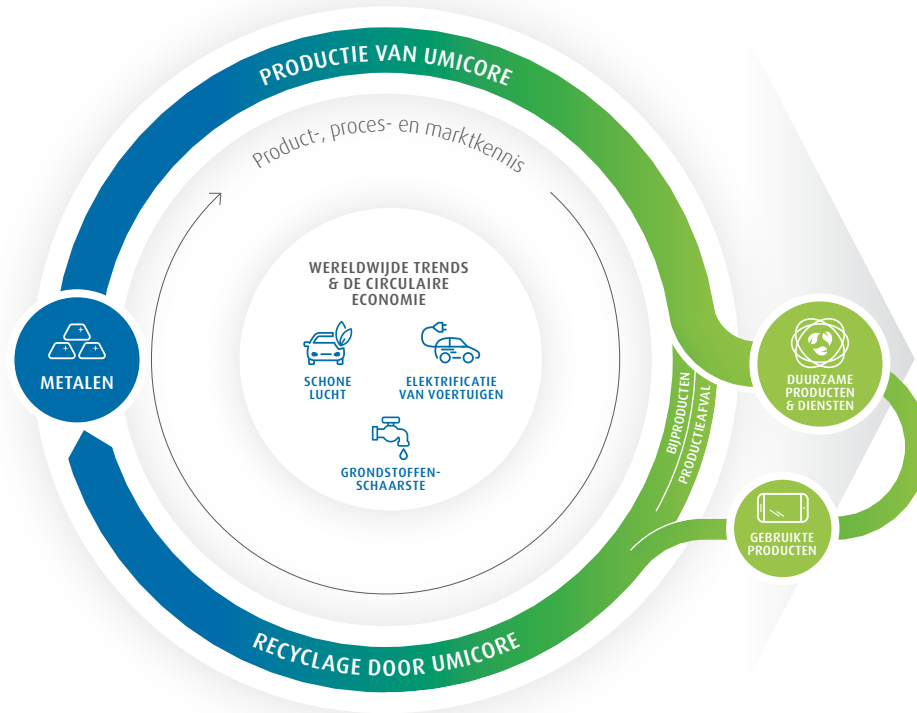 PRODUCTIE VAN UMICORE
Product-, proces- en marktkennis
WERELDWIJDE TRENDS
& DE CIRCULAIRE
ECONOMIE
SCHONE
LUCHT
ELEKTRIFICATIE
VAN VOERTUIGEN
GRONDSTOFFEN-
SCHAARSTE
METALEN
DUURZAME
PRODUCTEN
& DIENSTEN
BIJPRODUCTEN
PRODUCTIEAFVAL
GEBRUIKTE
PRODUCTEN
RECYCLAGE DOOR UMICORE